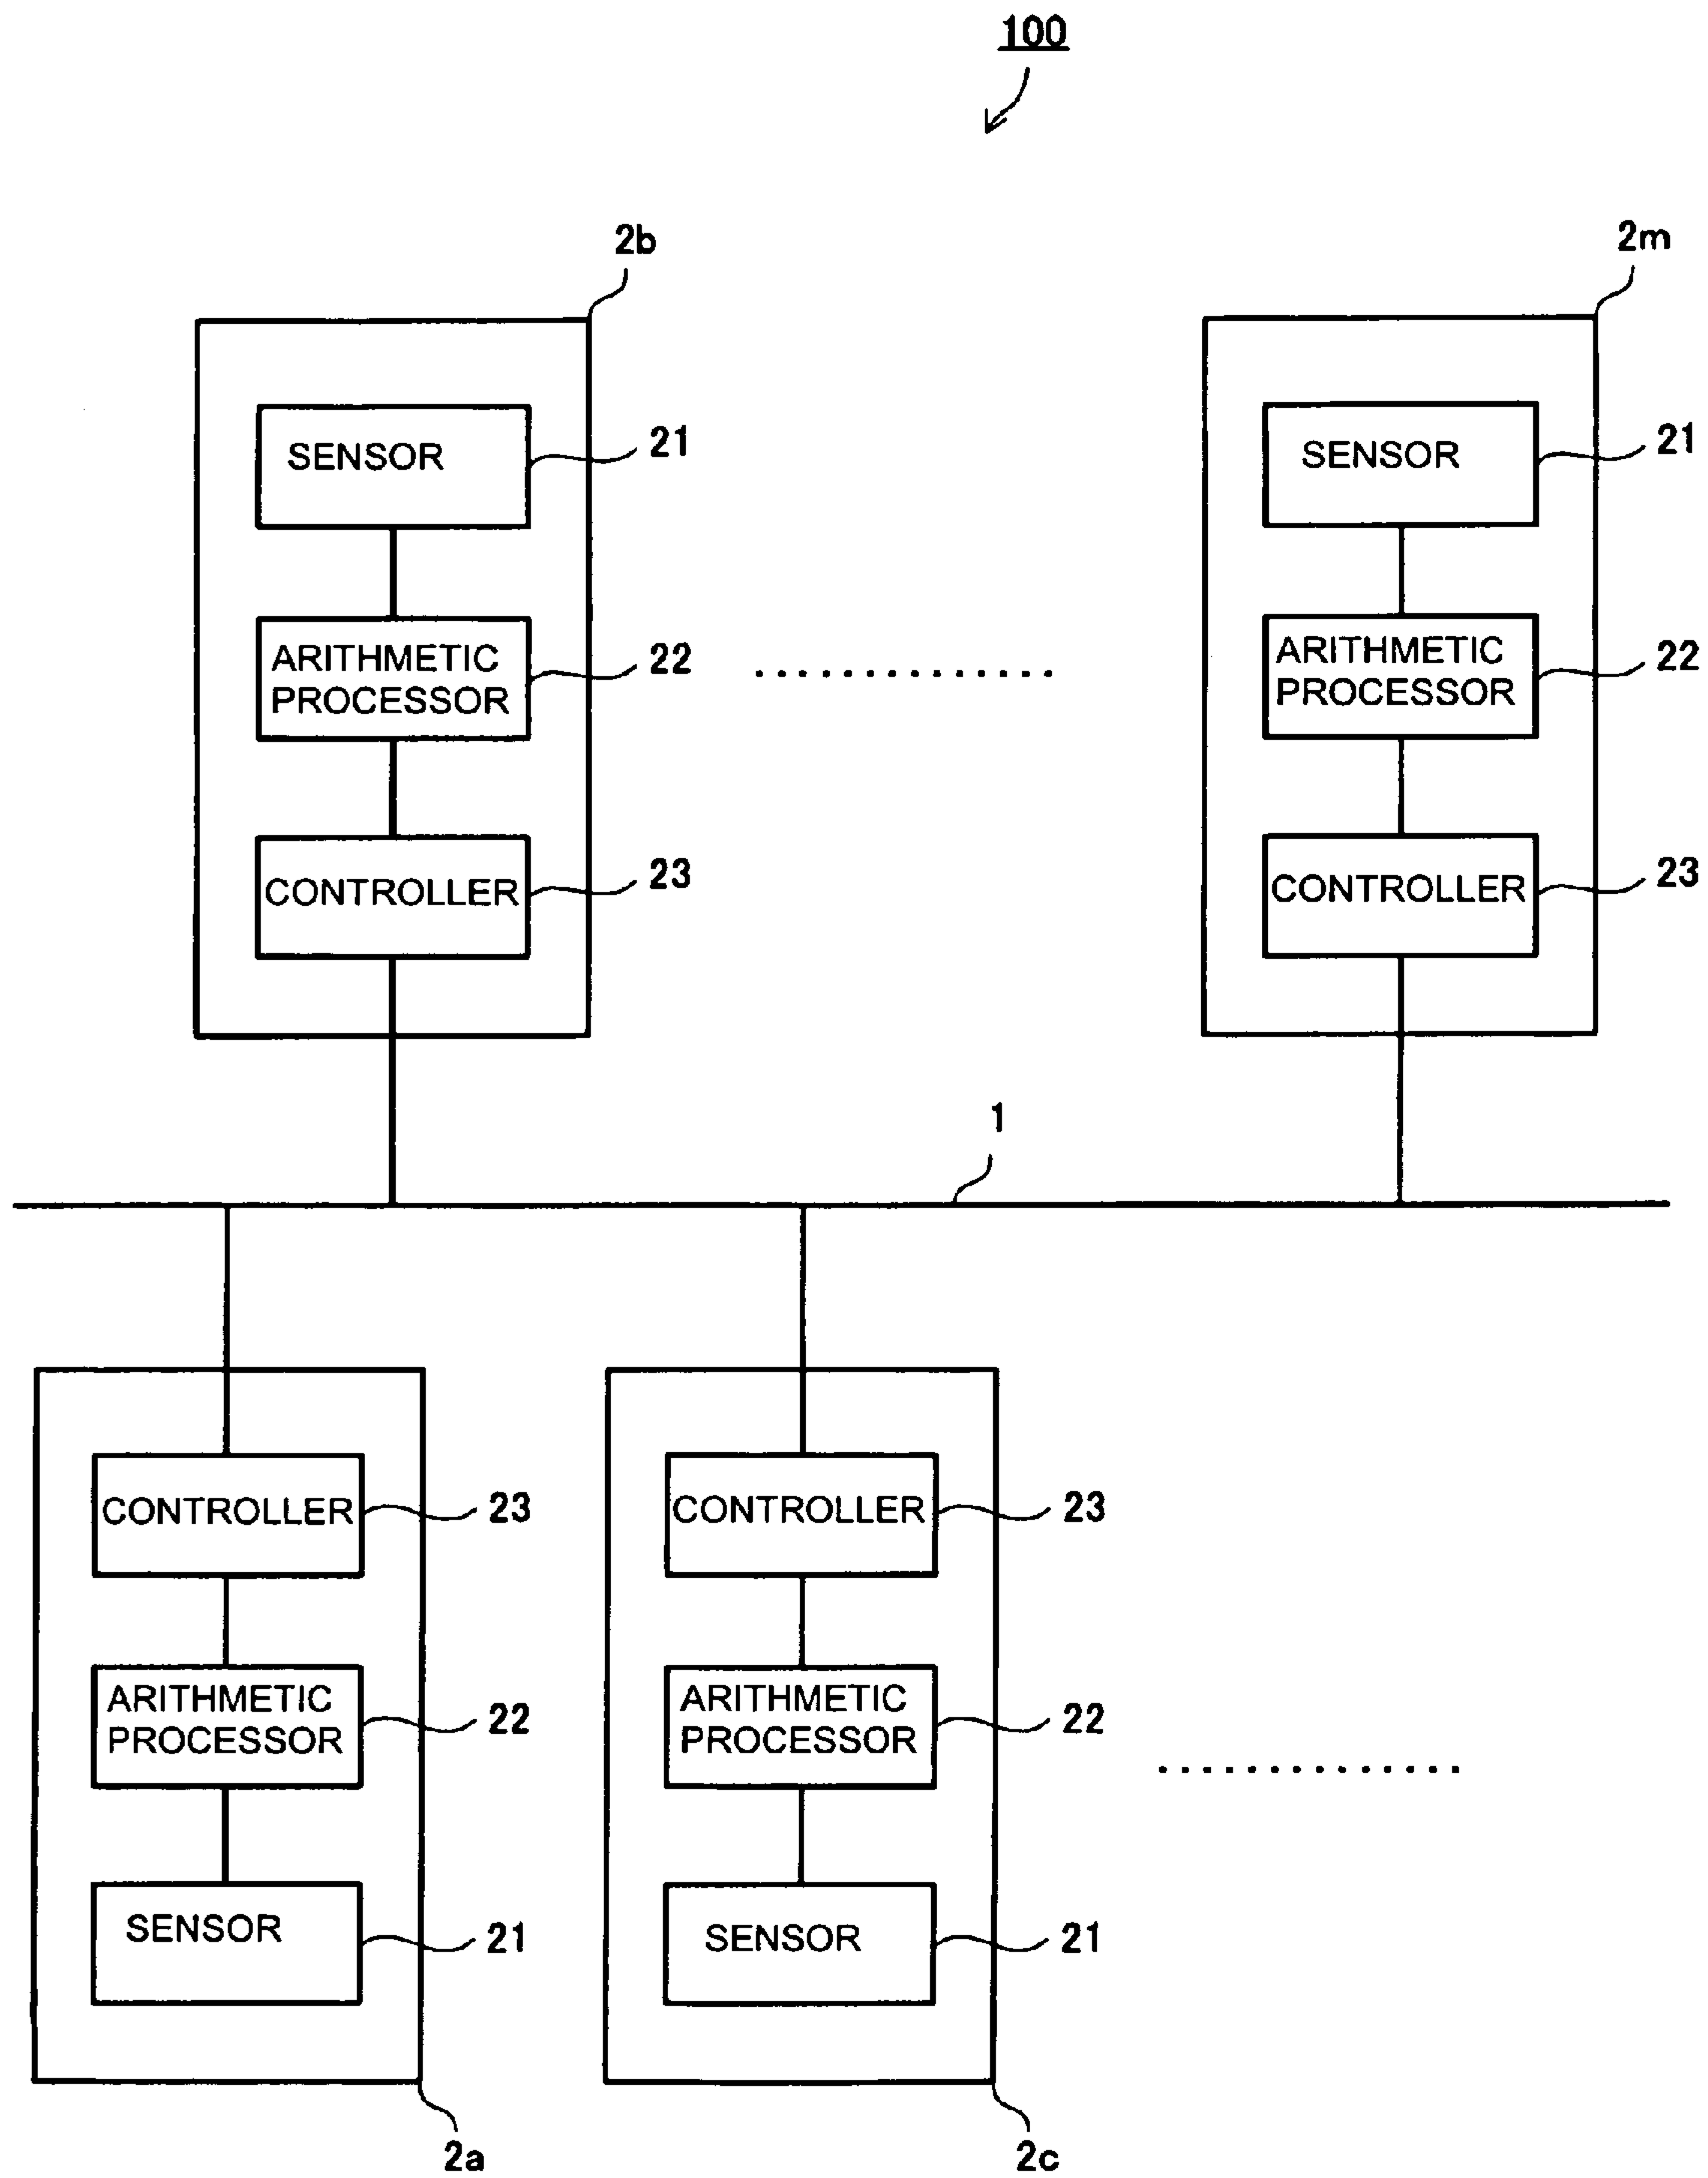 100
2b
2m
SENSOR
21
SENSOR
21
ARITHMETIC
PROCESSOR
22
ARITHMETIC
PROCESSOR
22
CONTROLLER
23
CONTROLLER
23
1
CONTROLLER
23
CONTROLLER
23
ARITHMETIC
PROCESSOR
22
ARITHMETIC
PROCESSOR
22
SENSOR
21
SENSOR
21
2a
2c